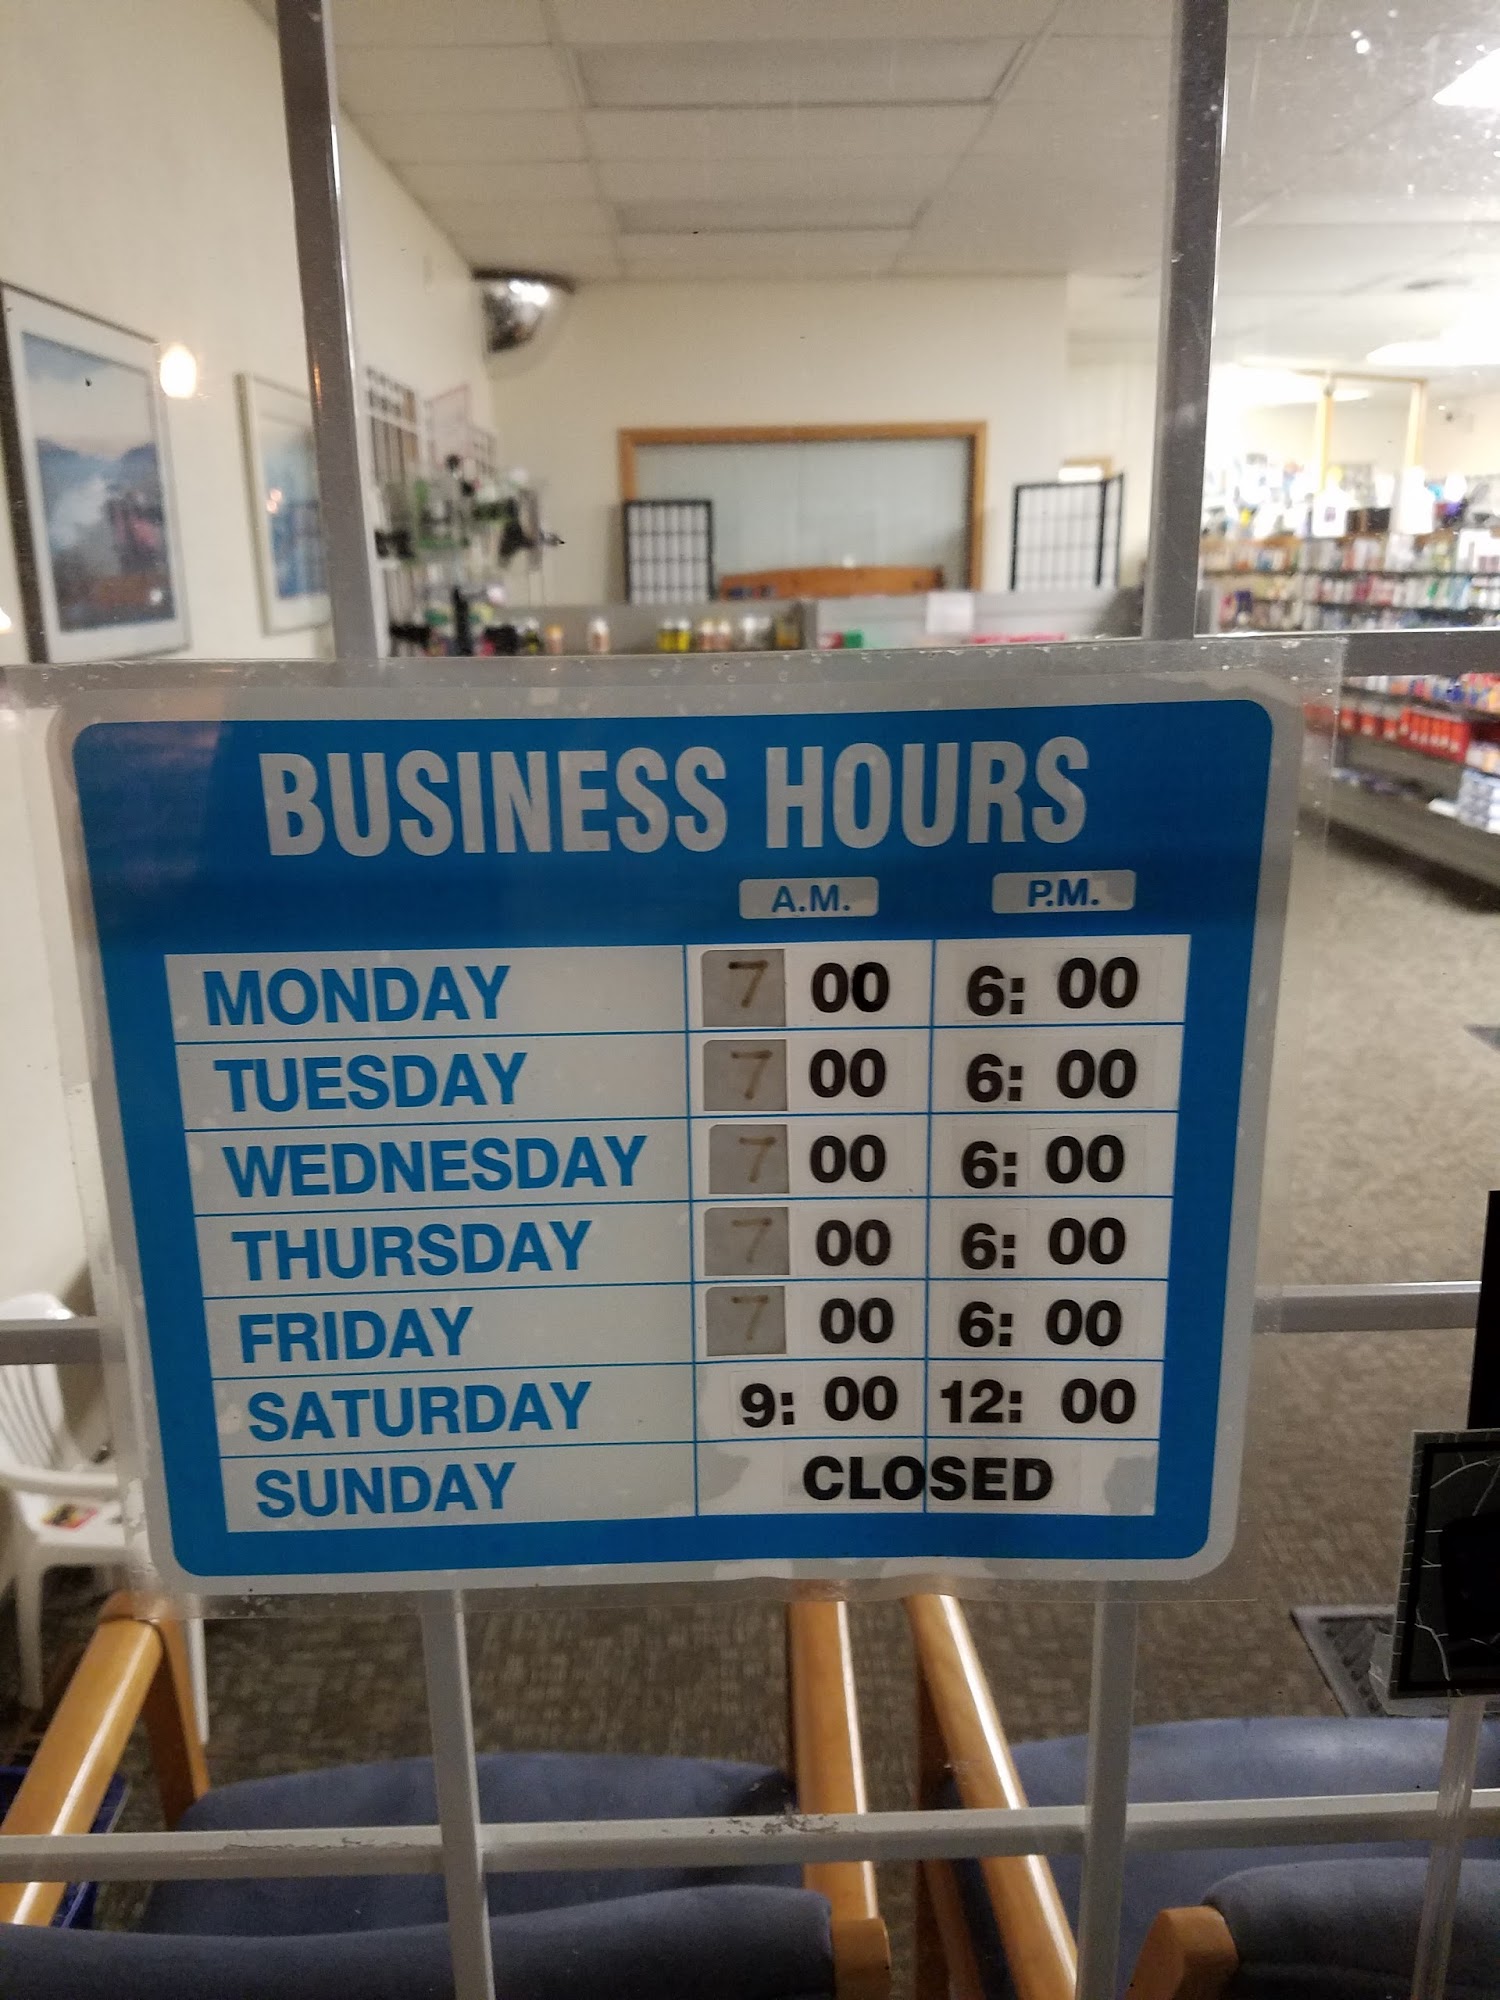 BUSINESS HOURS
A.M. P.M.
MONDAY 7 00 6: 00
TUESDAY 7 00 6: 00
WEDNESDAY 7 00 6: 00
THURSDAY 7 00 6: 00
FRIDAY 7 00 6: 00
SATURDAY 9: 00 12: 00
SUNDAY CLOSED